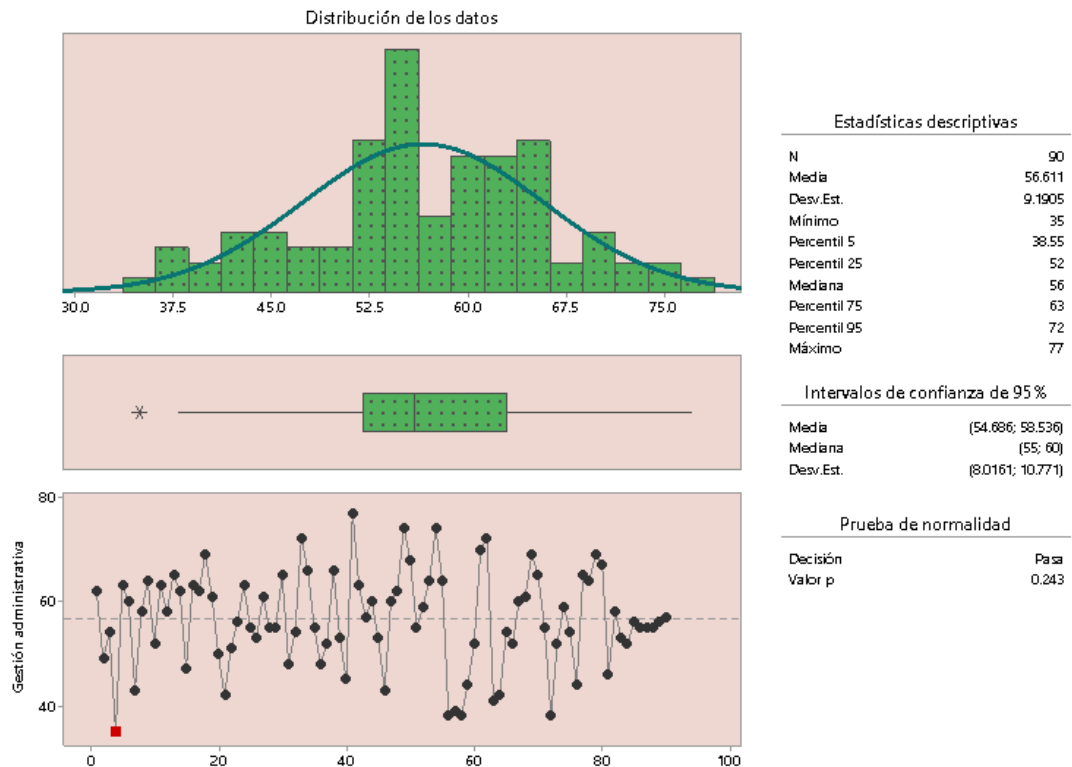 Distribución de los datos
30.0 37.5 45.0 52.5 60.0 67.5 75.0
80
60
40
Gestión administrativa
0 20 40 60 80 100
Estadísticas descriptivas
N 90
Media 56.611
Desv.Est. 9.1905
Mínimo 35
Percentil 5 38.55
Percentil 25 52
Mediana 56
Percentil 75 63
Percentil 95 72
Máximo 77
Intervalos de confianza de 95%
Media (54.686; 58.536)
Mediana (55; 60)
Desv.Est. (8.0161; 10.771)
Prueba de normalidad
Decisión Pasa
Valor p 0.243